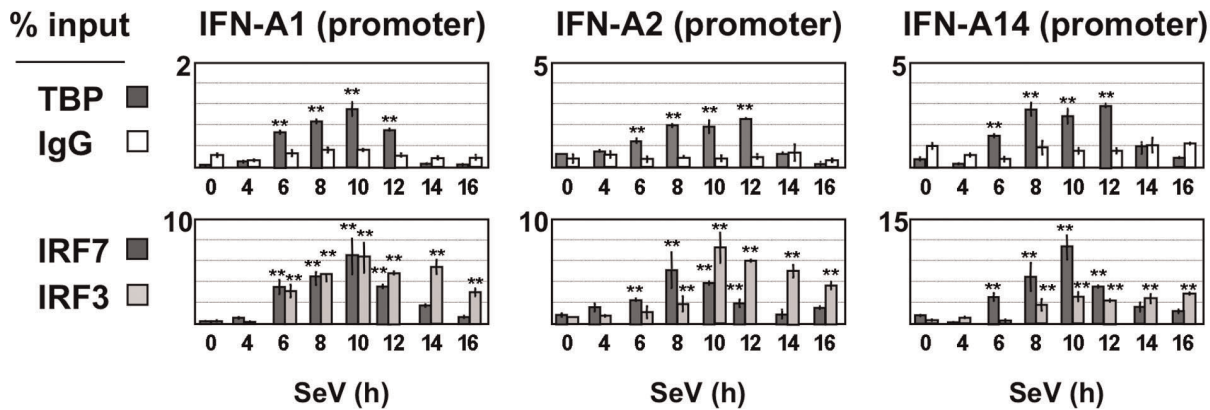 % input IFN-A1 (promoter) IFN-A2 (promoter) IFN-A14 (promoter)
2 5 5
TBP
IgG
** ** ** ** ** ** ** ** ** ** ** **
0 4 6 8 10 12 14 16 0 4 6 8 10 12 14 16 0 4 6 8 10 12 14 16
10 10 15
IRF7
IRF3
** ** ** ** ** ** ** ** ** ** ** ** ** ** ** ** ** ** ** ** ** ** ** ** ** ** ** **
0 4 6 8 10 12 14 16 0 4 6 8 10 12 14 16 0 4 6 8 10 12 14 16
SeV (h) SeV (h) SeV (h)